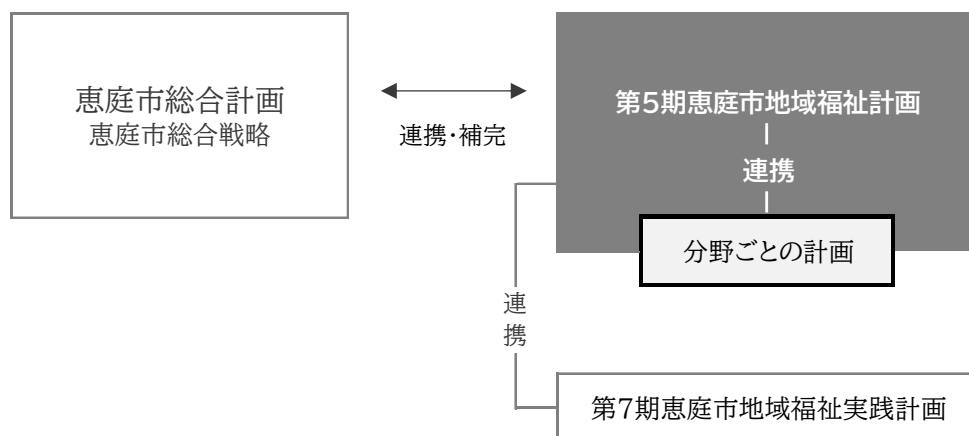 恵庭市総合計画
恵庭市総合戦略
連携・補完
第5期恵庭市地域福祉計画
連携
分野ごとの計画
連携
第7期恵庭市地域福祉実践計画